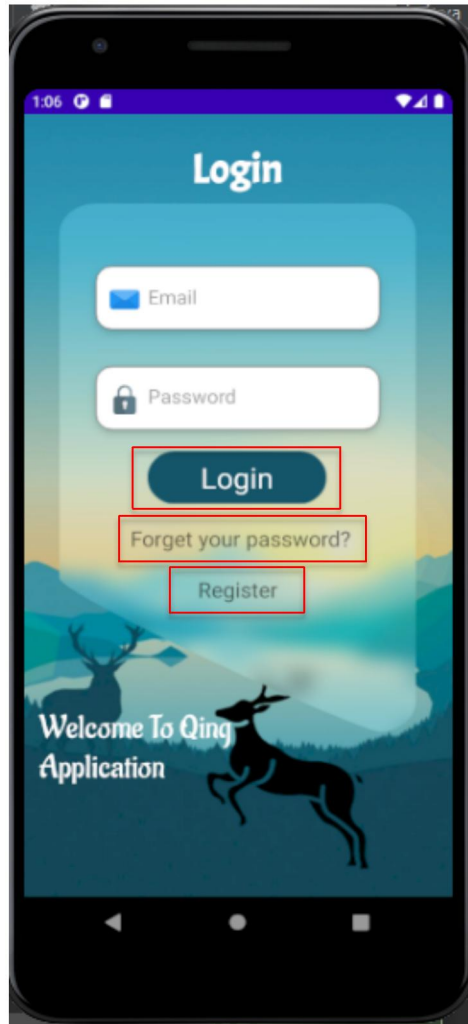 1:06
Login
Email
Password
Login
Forget your password?
Register
Welcome To Qing
Application